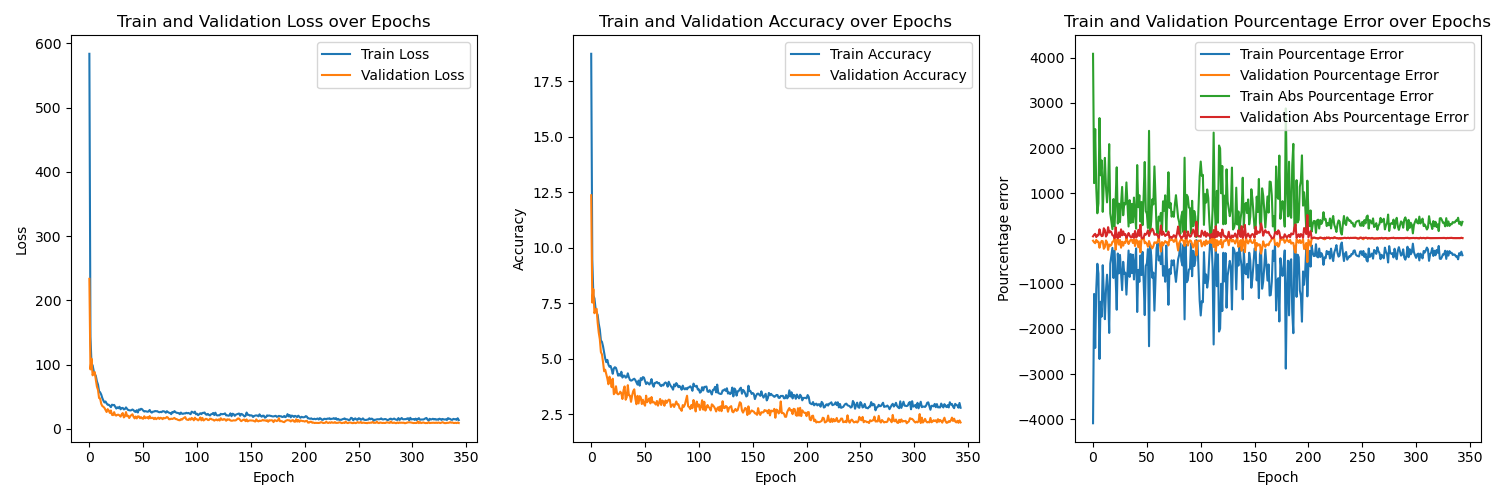 Train and Validation Loss over Epochs
Train Loss
Validation Loss
600
500
400
300
200
100
0
Loss
0 50 100 150 200 250 300 350
Epoch
Train and Validation Accuracy over Epochs
Train Accuracy
Validation Accuracy
17.5
15.0
12.5
10.0
7.5
5.0
2.5
Accuracy
0 50 100 150 200 250 300 350
Epoch
Train and Validation Pourcentage Error over Epochs
Train Pourcentage Error
Validation Pourcentage Error
Train Abs Pourcentage Error
Validation Abs Pourcentage Error
4000
3000
2000
1000
0
−1000
−2000
−3000
−4000
Pourcentage error
0 50 100 150 200 250 300 350
Epoch